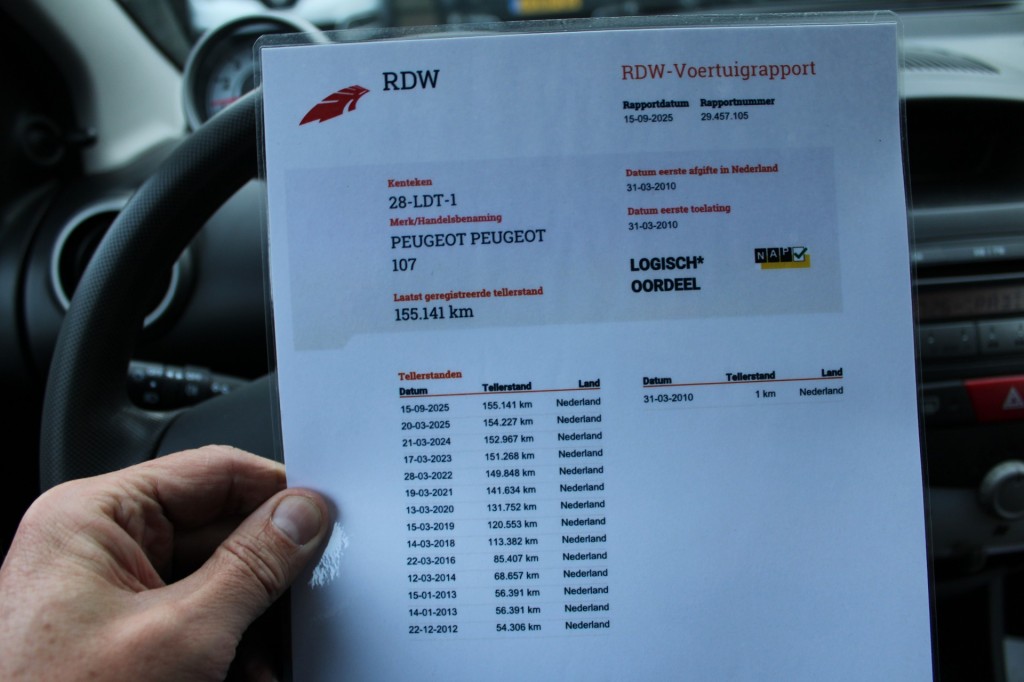 RDW
RDW-Voertuigrapport
Rapportdatum Rapportnummer
15-09-2025 29.457.105
Kenteken
28-LDT-1
Merk/Handelsbenaming
PEUGEOT PEUGEOT
107
Laatst geregistreerde tellerstand
155.141 km
Datum eerste afgifte in Nederland
31-03-2010
Datum eerste toelating
31-03-2010
LOGISCH*
OORDEEL
NAP
Tellerstanden
Datum Tellerstand Land
15-09-2025 155.141 km Nederland
20-03-2025 154.227 km Nederland
21-03-2024 152.967 km Nederland
17-03-2023 151.268 km Nederland
28-03-2022 149.848 km Nederland
19-03-2021 141.634 km Nederland
13-03-2020 131.752 km Nederland
15-03-2019 120.553 km Nederland
14-03-2018 113.382 km Nederland
22-03-2016 85.407 km Nederland
12-03-2014 68.657 km Nederland
15-01-2013 56.391 km Nederland
14-01-2013 56.391 km Nederland
22-12-2012 54.306 km Nederland
Datum Tellerstand Land
31-03-2010 1 km Nederland